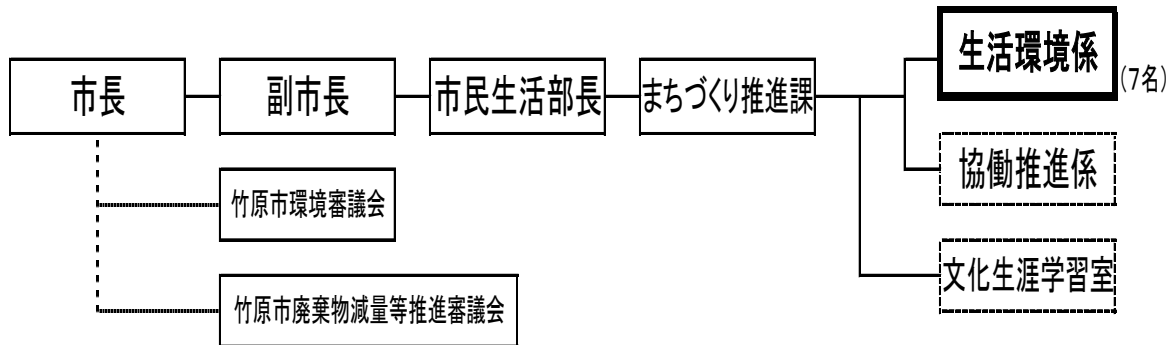 生活環境係
(7名)
市長
副市長
市民生活部長
まちづくり推進課
協働推進係
竹原市環境審議会
文化生涯学習室
竹原市廃棄物減量等推進審議会